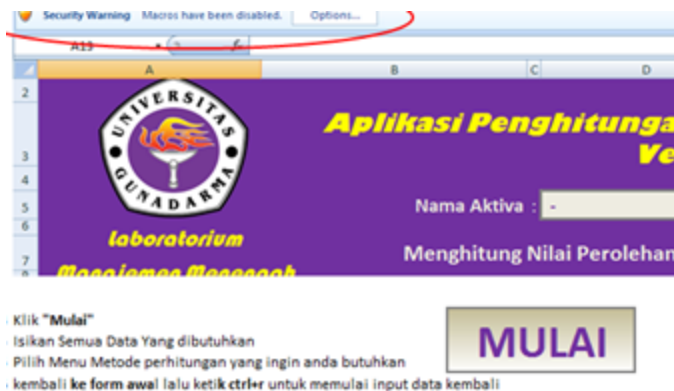 Security Warning Macros have been disabled. Options...
A13 fx
A B C D
2
UNIVERSITAS GUNADARMA
Aplikasi Penghitunga
3
Ve
4
5
Nama Aktiva : -
6
Laboratorium
7
Menghitung Nilai Perolehan
8
Manajemen Menengah
Klik "Mulai"
MULAI
Isikan Semua Data Yang dibutuhkan
Pilih Menu Metode perhitungan yang ingin anda butuhkan
kembali ke form awal lalu ketik ctrl+r untuk memulai input data kembali